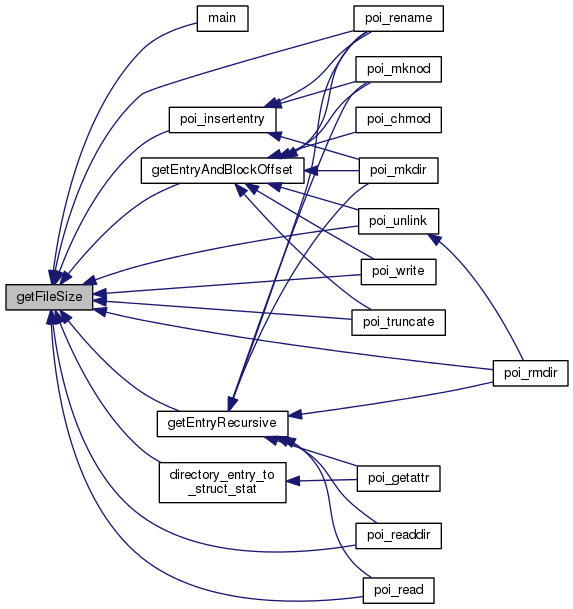 main
poi_rename
poi_mknod
poi_insertentry
poi_chmod
getEntryAndBlockOffset
poi_mkdir
poi_unlink
poi_write
getFileSize
poi_truncate
poi_rmdir
getEntryRecursive
directory_entry_to
_struct_stat
poi_getattr
poi_readdir
poi_read